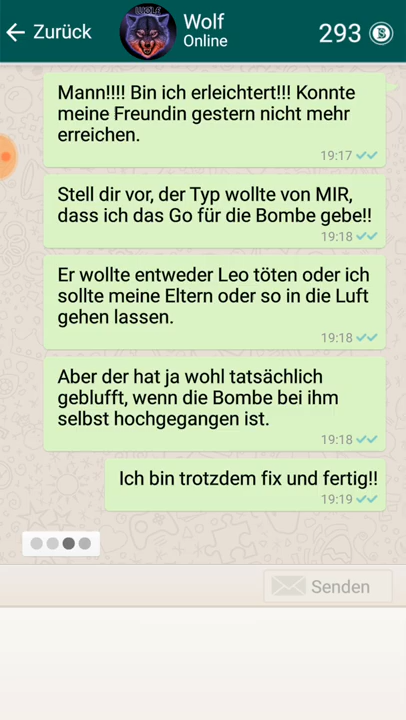 Zurück
WOLF
Wolf
Online
293
Mann!!!! Bin ich erleichtert!!! Konnte
meine Freundin gestern nicht mehr
erreichen.
19:17
Stell dir vor, der Typ wollte von MIR,
dass ich das Go für die Bombe gebe!!
19:18
Er wollte entweder Leo töten oder ich
sollte meine Eltern oder so in die Luft
gehen lassen.
19:18
Aber der hat ja wohl tatsächlich
geblufft, wenn die Bombe bei ihm
selbst hochgegangen ist.
19:18
Ich bin trotzdem fix und fertig!!
19:19
Senden